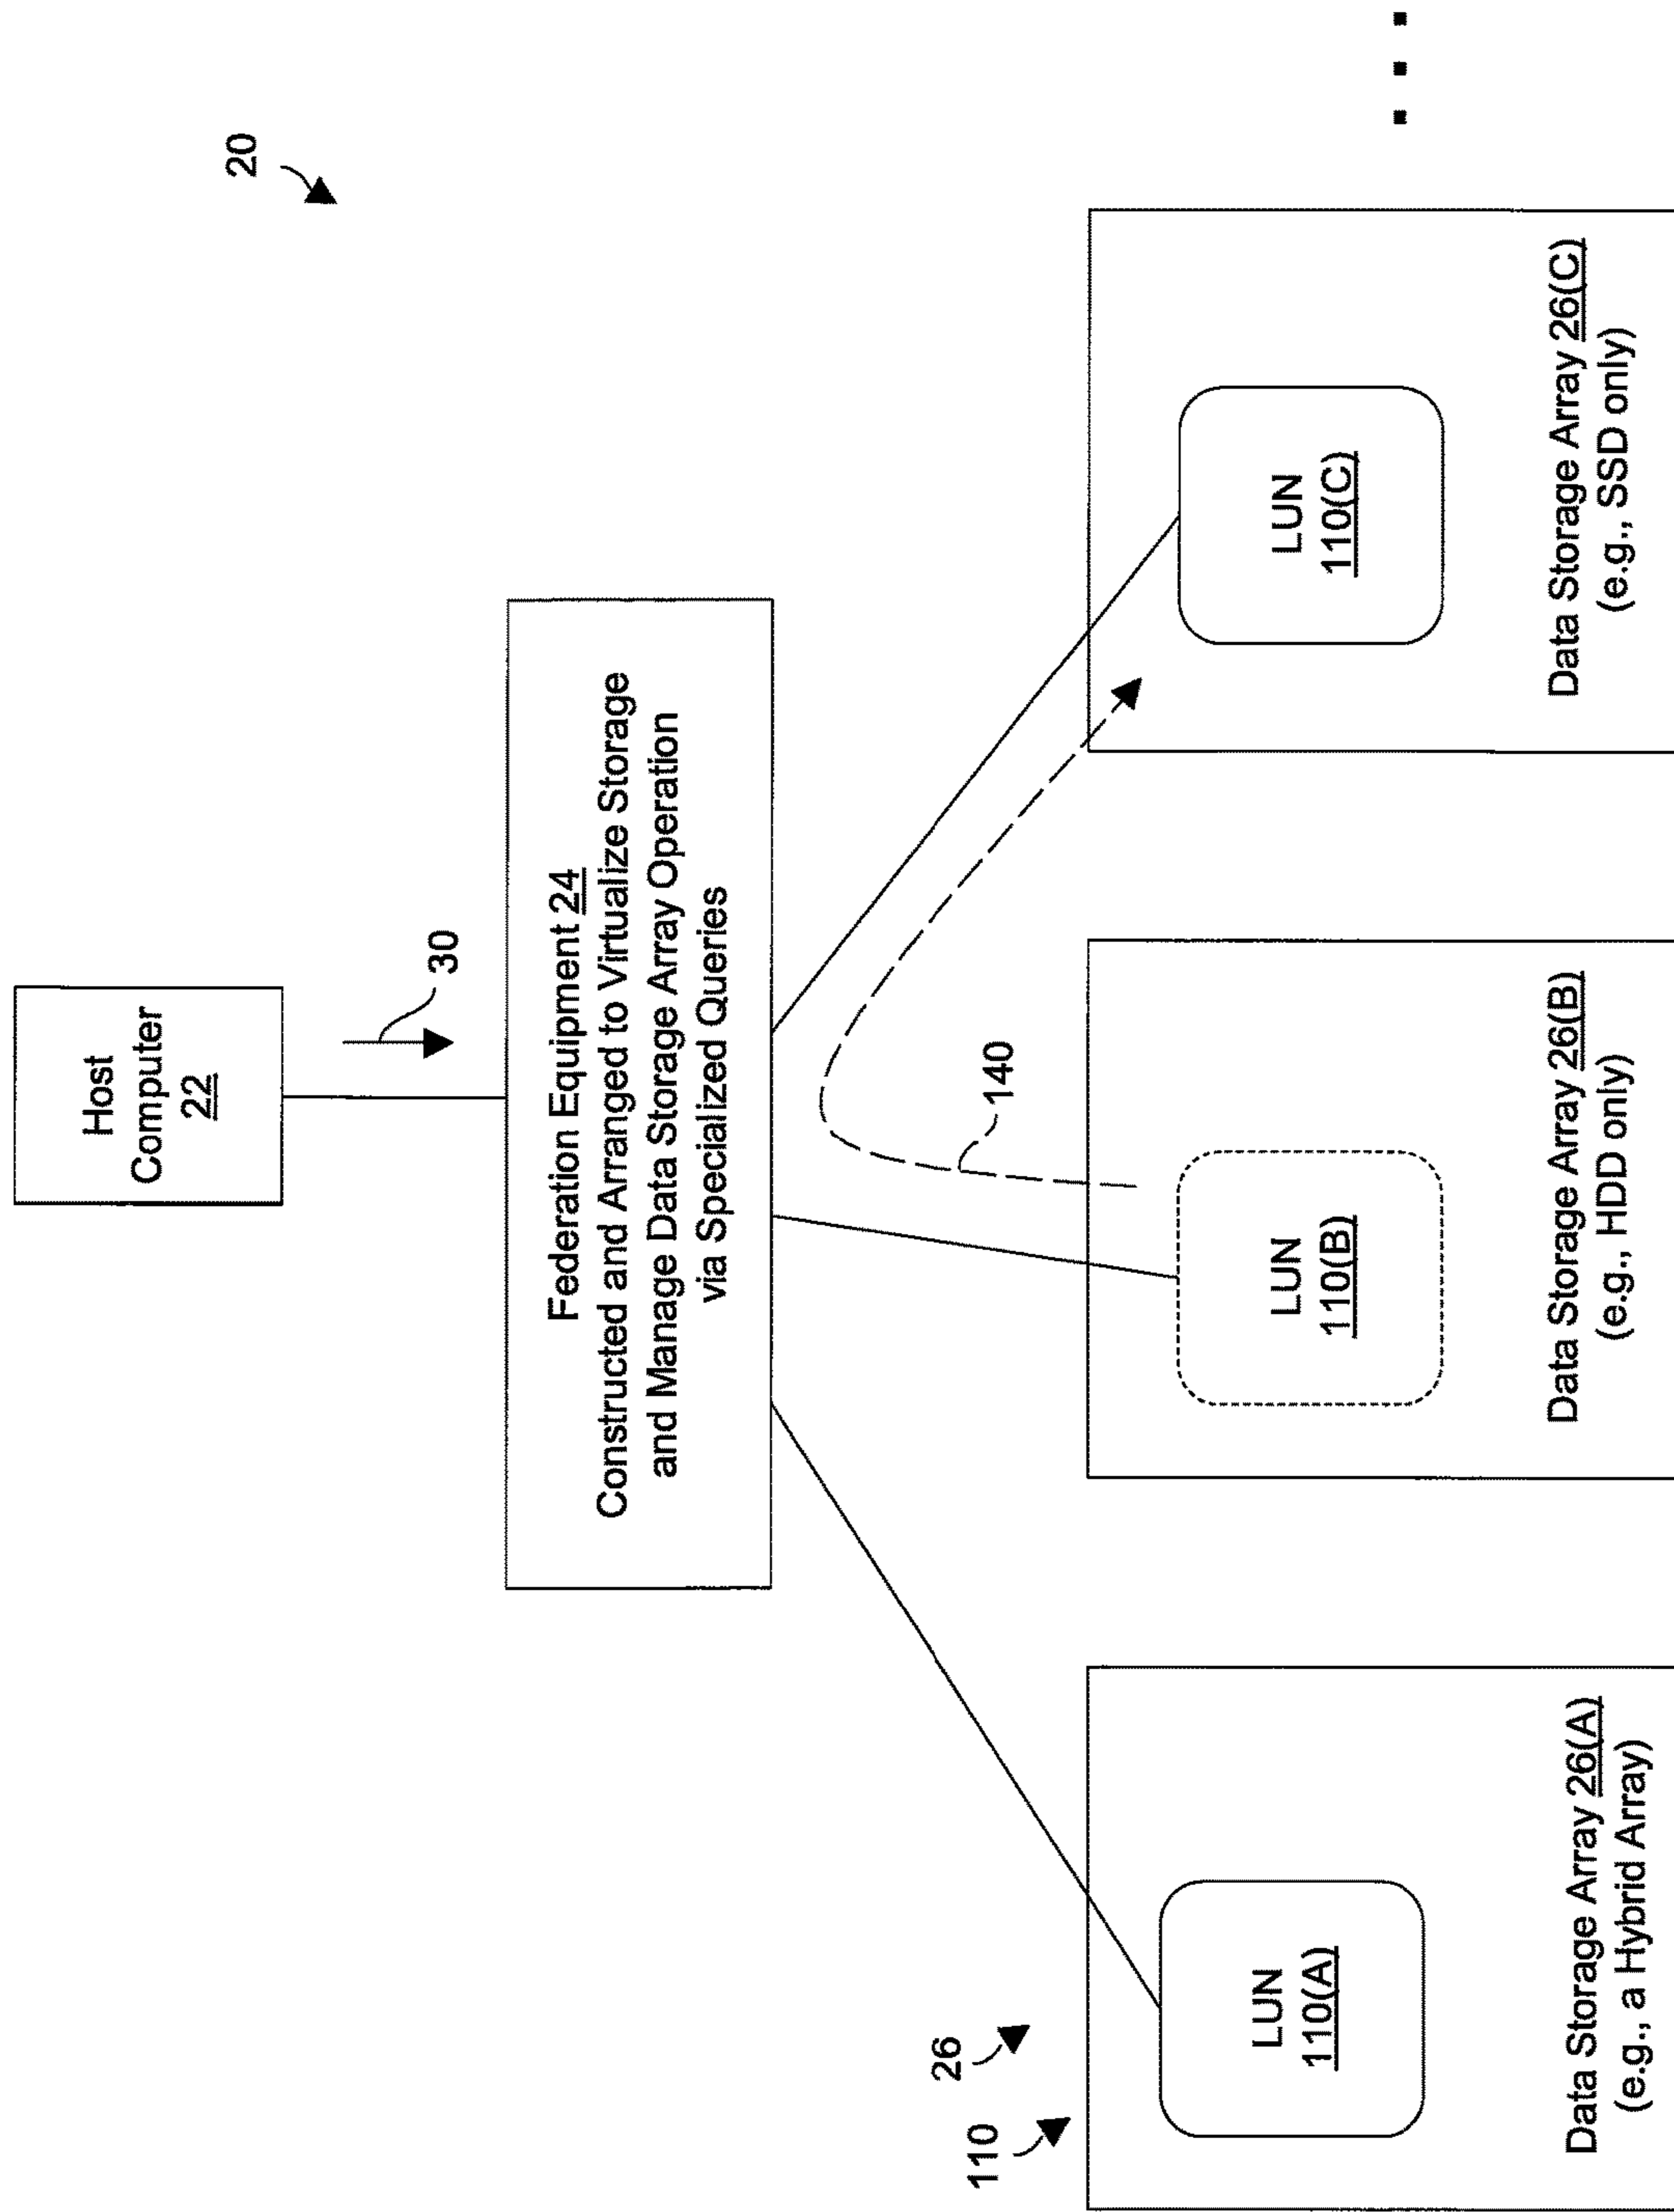 20
Host
Computer
22
30
Federation Equipment 24
Constructed and Arranged to Virtualize Storage
and Manage Data Storage Array Operation
via Specialized Queries
140
26
110
LUN
110(A)
Data Storage Array 26(A)
(e.g., a Hybrid Array)
LUN
110(B)
Data Storage Array 26(B)
(e.g., HDD only)
LUN
110(C)
Data Storage Array 26(C)
(e.g., SSD only)